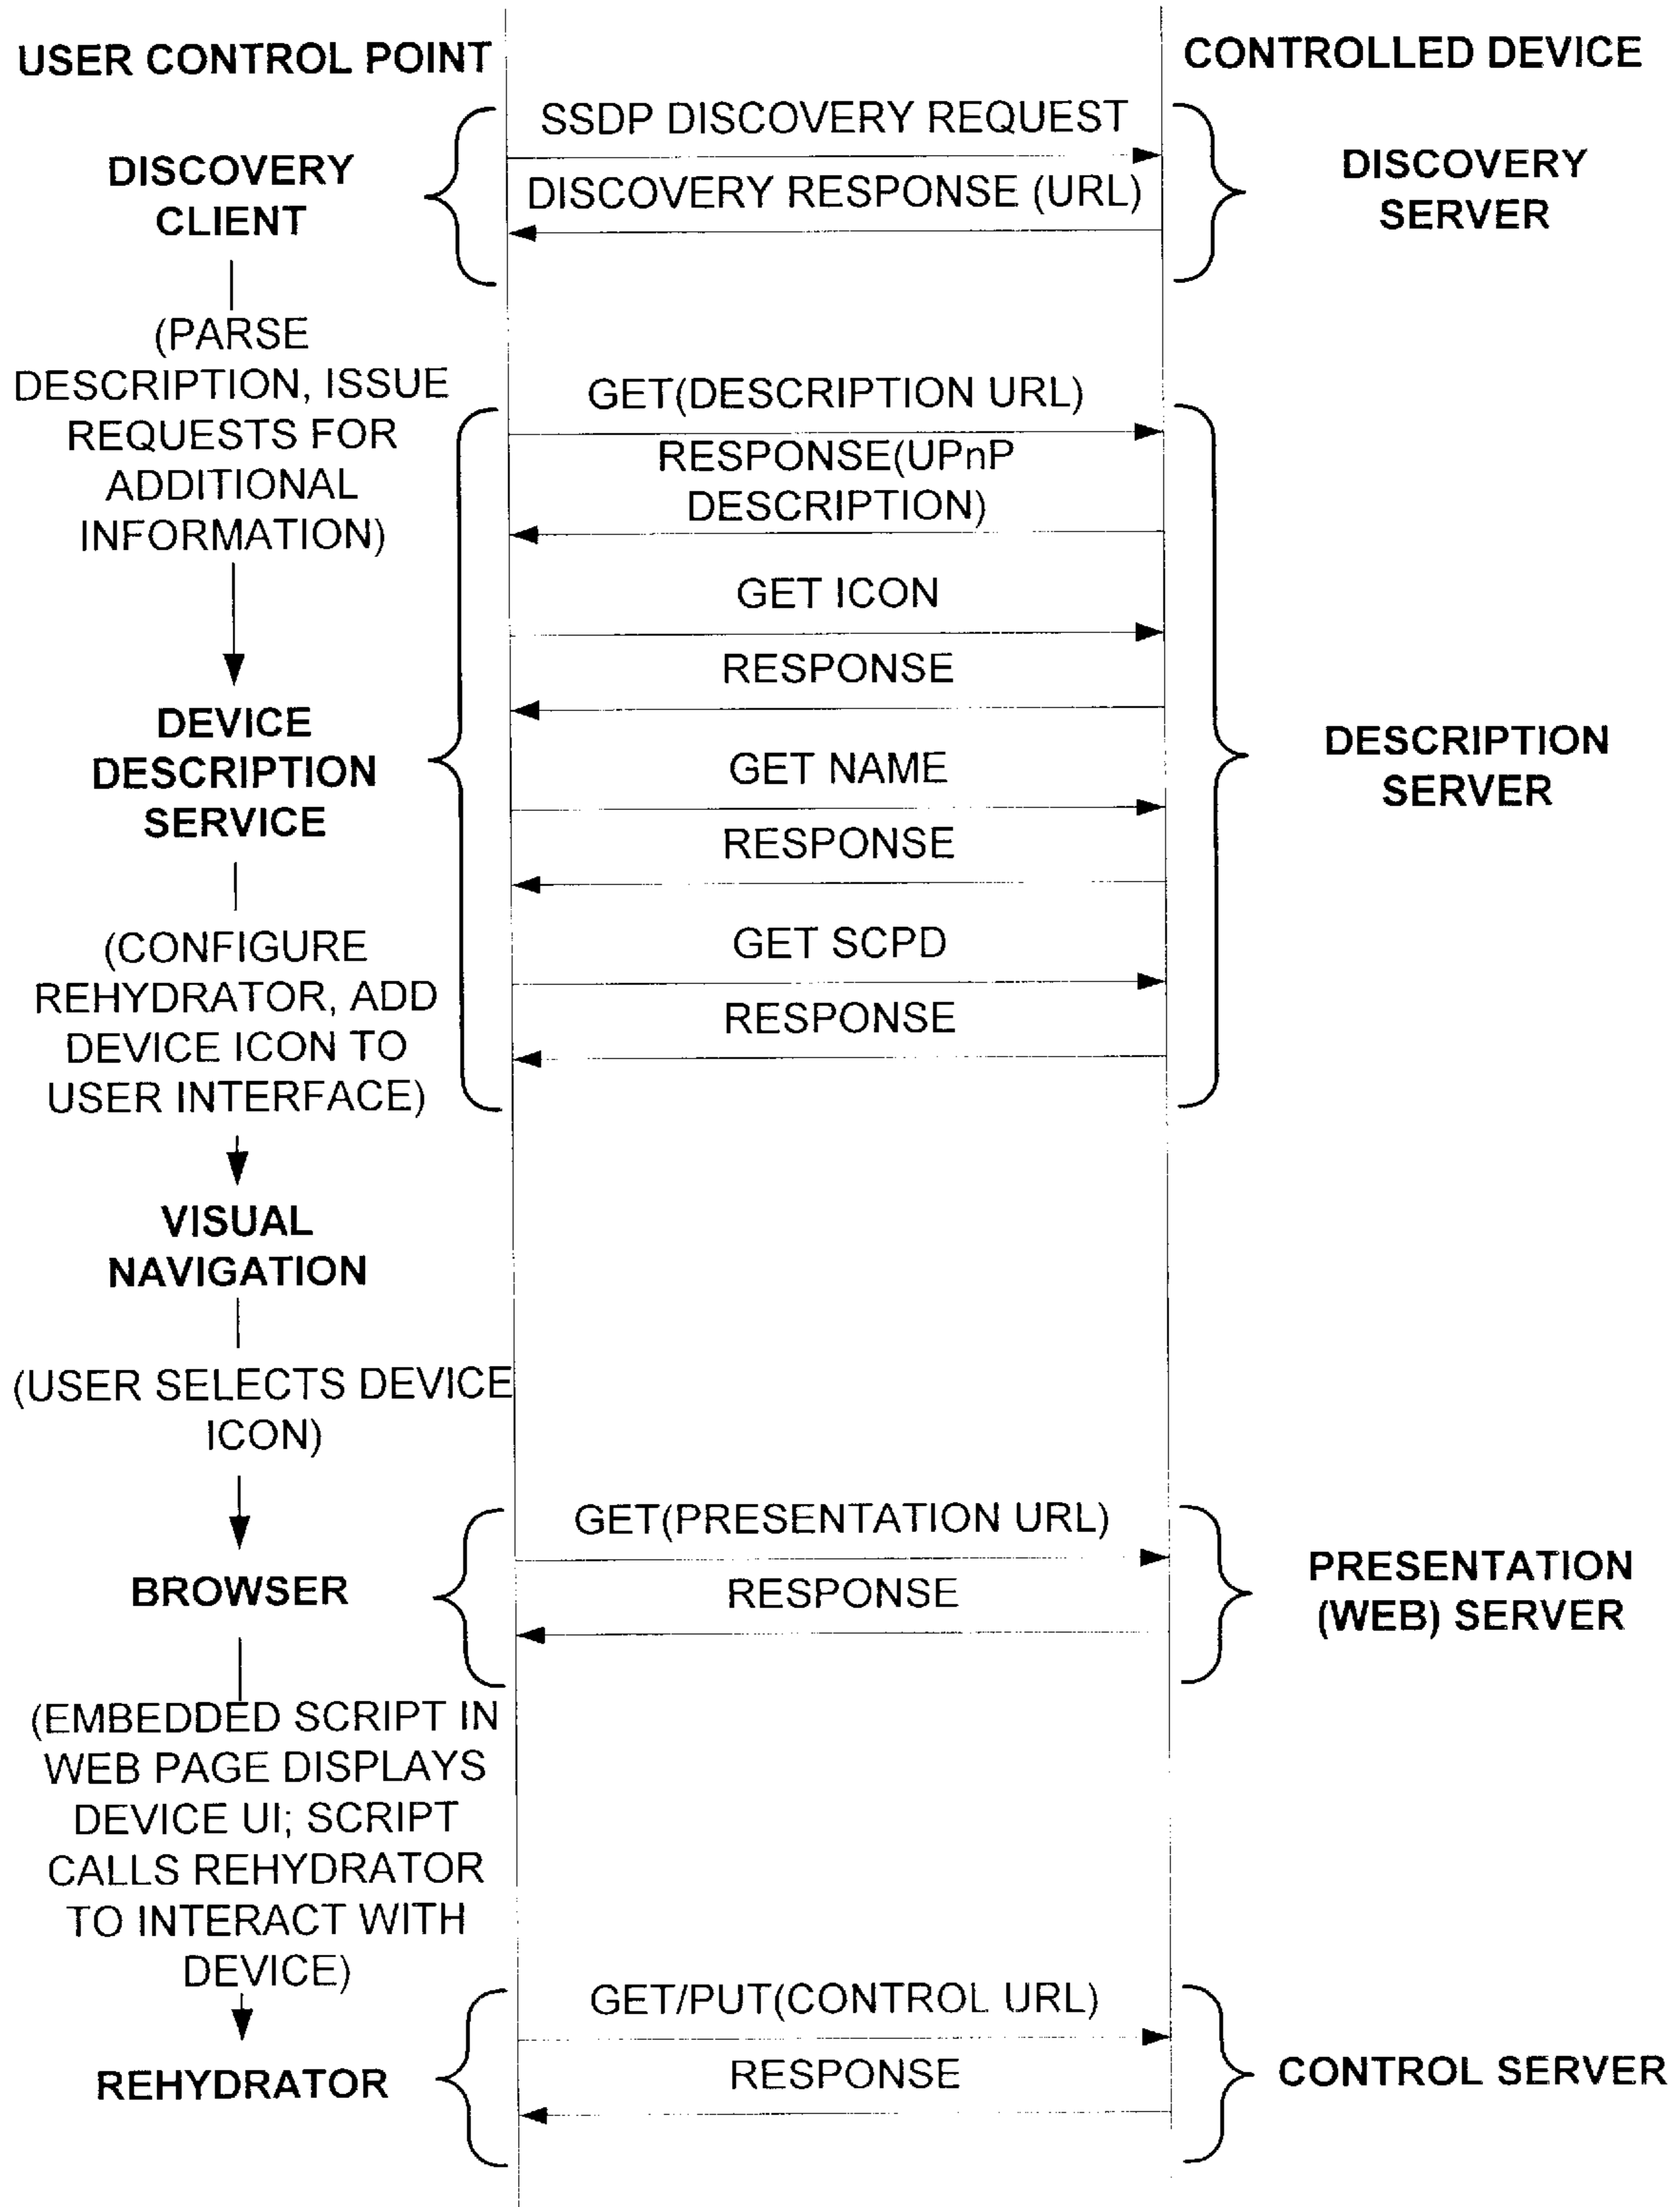 USER CONTROL POINT
CONTROLLED DEVICE
SSDP DISCOVERY REQUEST
DISCOVERY RESPONSE (URL)
DISCOVERY
CLIENT
DISCOVERY
SERVER
(PARSE
DESCRIPTION, ISSUE
REQUESTS FOR
ADDITIONAL
INFORMATION)
GET(DESCRIPTION URL)
RESPONSE(UPnP
DESCRIPTION)
GET ICON
RESPONSE
DEVICE
DESCRIPTION
SERVICE
GET NAME
RESPONSE
DESCRIPTION
SERVER
(CONFIGURE
REHYDRATOR, ADD
DEVICE ICON TO
USER INTERFACE)
GET SCPD
RESPONSE
VISUAL
NAVIGATION
(USER SELECTS DEVICE
ICON)
BROWSER
GET(PRESENTATION URL)
RESPONSE
PRESENTATION
(WEB) SERVER
(EMBEDDED SCRIPT IN
WEB PAGE DISPLAYS
DEVICE UI; SCRIPT
CALLS REHYDRATOR
TO INTERACT WITH
DEVICE)
REHYDRATOR
GET/PUT(CONTROL URL)
RESPONSE
CONTROL SERVER